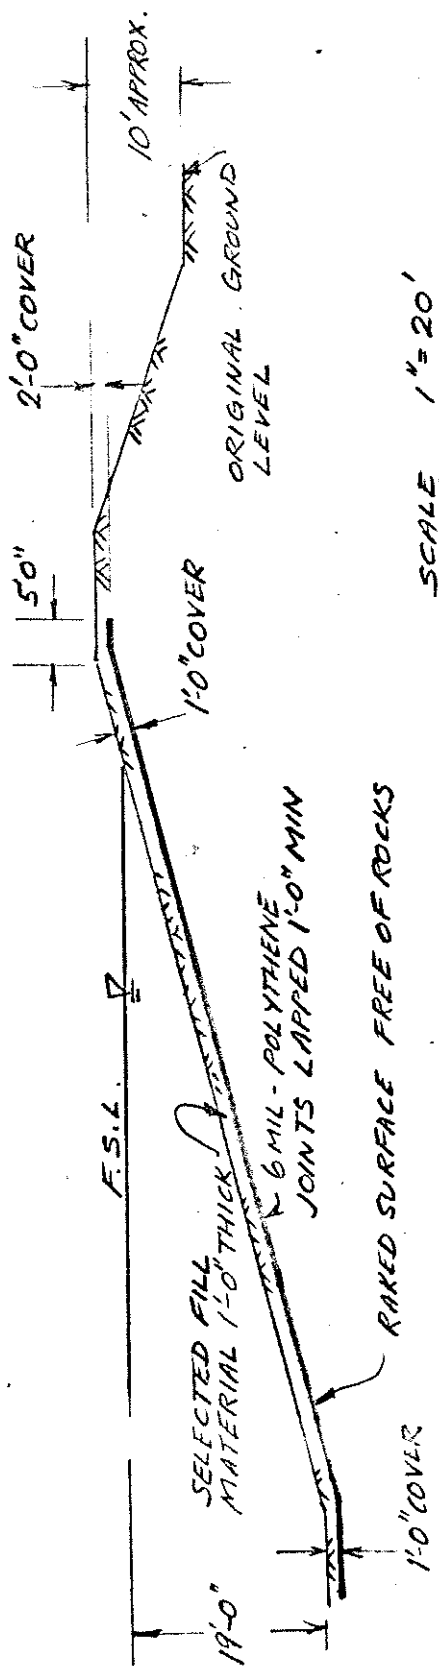 10' APPROX.
2'-0" COVER
5'0"
ORIGINAL GROUND
LEVEL
1'-0" COVER
SCALE 1" = 20'
F.S.L.
SELECTED FILL
MATERIAL 1'-0" THICK
6 MIL - POLYTHENE
JOINTS LAPPED 1'-0" MIN
RAKED SURFACE FREE OF ROCKS
19'-0"
1'-0" COVER